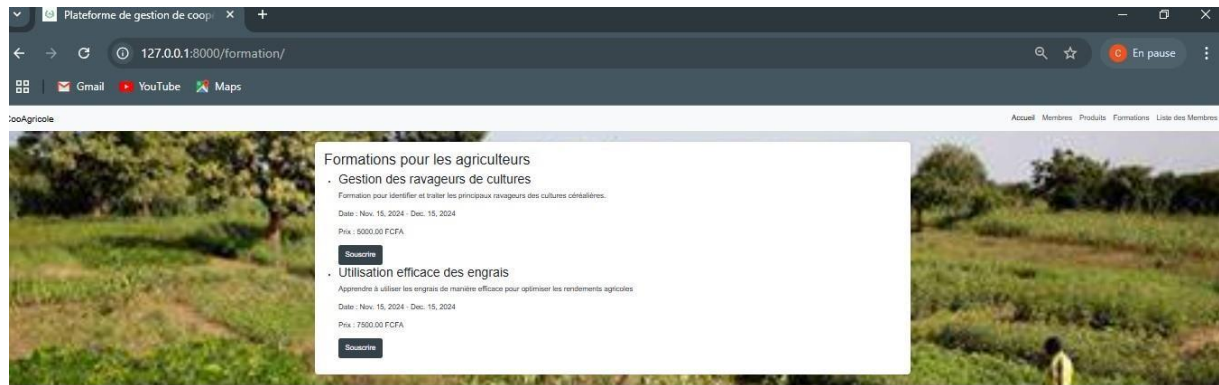 Plateforme de gestion de coop
127.0.0.1:8000/formation/
En pause
Gmail YouTube Maps
CooAgricole
Accueil Membres Produits Formations Liste des Membres
Formations pour les agriculteurs
Gestion des ravageurs de cultures
Formation pour identifier et traiter les principaux ravageurs des cultures céréalières.
Date : Nov. 15, 2024 - Dec. 15, 2024
Prix : 5000.00 FCFA
Souscrire
Utilisation efficace des engrais
Apprendre à utiliser les engrais de manière efficace pour optimiser les rendements agricoles
Date : Nov. 15, 2024 - Dec. 15, 2024
Prix : 7500.00 FCFA
Souscrire